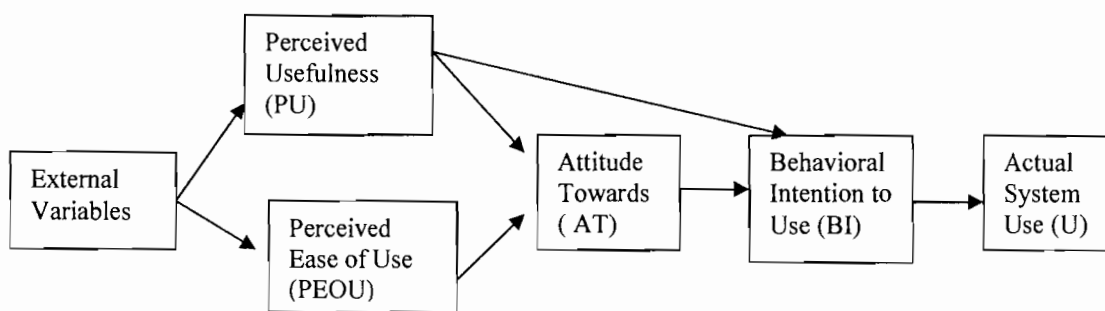 Perceived
Usefulness
(PU)
External
Variables
Perceived
Ease of Use
(PEOU)
Attitude
Towards
( AT)
Behavioral
Intention to
Use (BI)
Actual
System
Use (U)